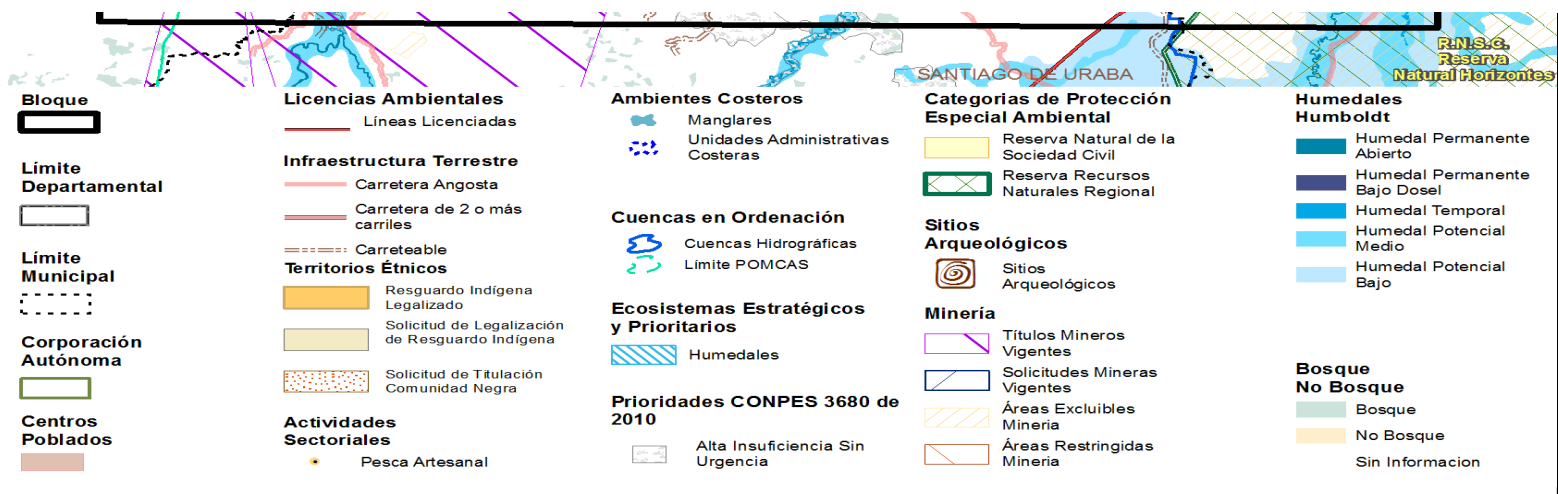 SANTIAGO DE URABA
R.N.S.C.
Reserva
Natural Horizontes
Bloque
Límite
Departamental
Límite
Municipal
Corporación
Autónoma
Centros
Poblados
Licencias Ambientales
Líneas Licenciadas
Infraestructura Terrestre
Carretera Angosta
Carretera de 2 o más
carriles
Carreteable
Territorios Étnicos
Resguardo Indígena
Legalizado
Solicitud de Legalización
de Resguardo Indígena
Solicitud de Titulación
Comunidad Negra
Actividades
Sectoriales
Pesca Artesanal
Ambientes Costeros
Manglares
Unidades Administrativas
Costeras
Cuencas en Ordenación
Cuencas Hidrográficas
Límite POMCAS
Ecosistemas Estratégicos
y Prioritarios
Humedales
Prioridades CONPES 3680 de
2010
Alta Insuficiencia Sin
Urgencia
Categorias de Protección
Especial Ambiental
Reserva Natural de la
Sociedad Civil
Reserva Recursos
Naturales Regional
Sitios
Arqueológicos
Sitios
Arqueológicos
Minería
Títulos Mineros
Vigentes
Solicitudes Mineras
Vigentes
Áreas Excluibles
Mineria
Áreas Restringidas
Mineria
Humedales
Humboldt
Humedal Permanente
Abierto
Humedal Permanente
Bajo Dosel
Humedal Temporal
Humedal Potencial
Medio
Humedal Potencial
Bajo
Bosque
No Bosque
Bosque
No Bosque
Sin Informacion